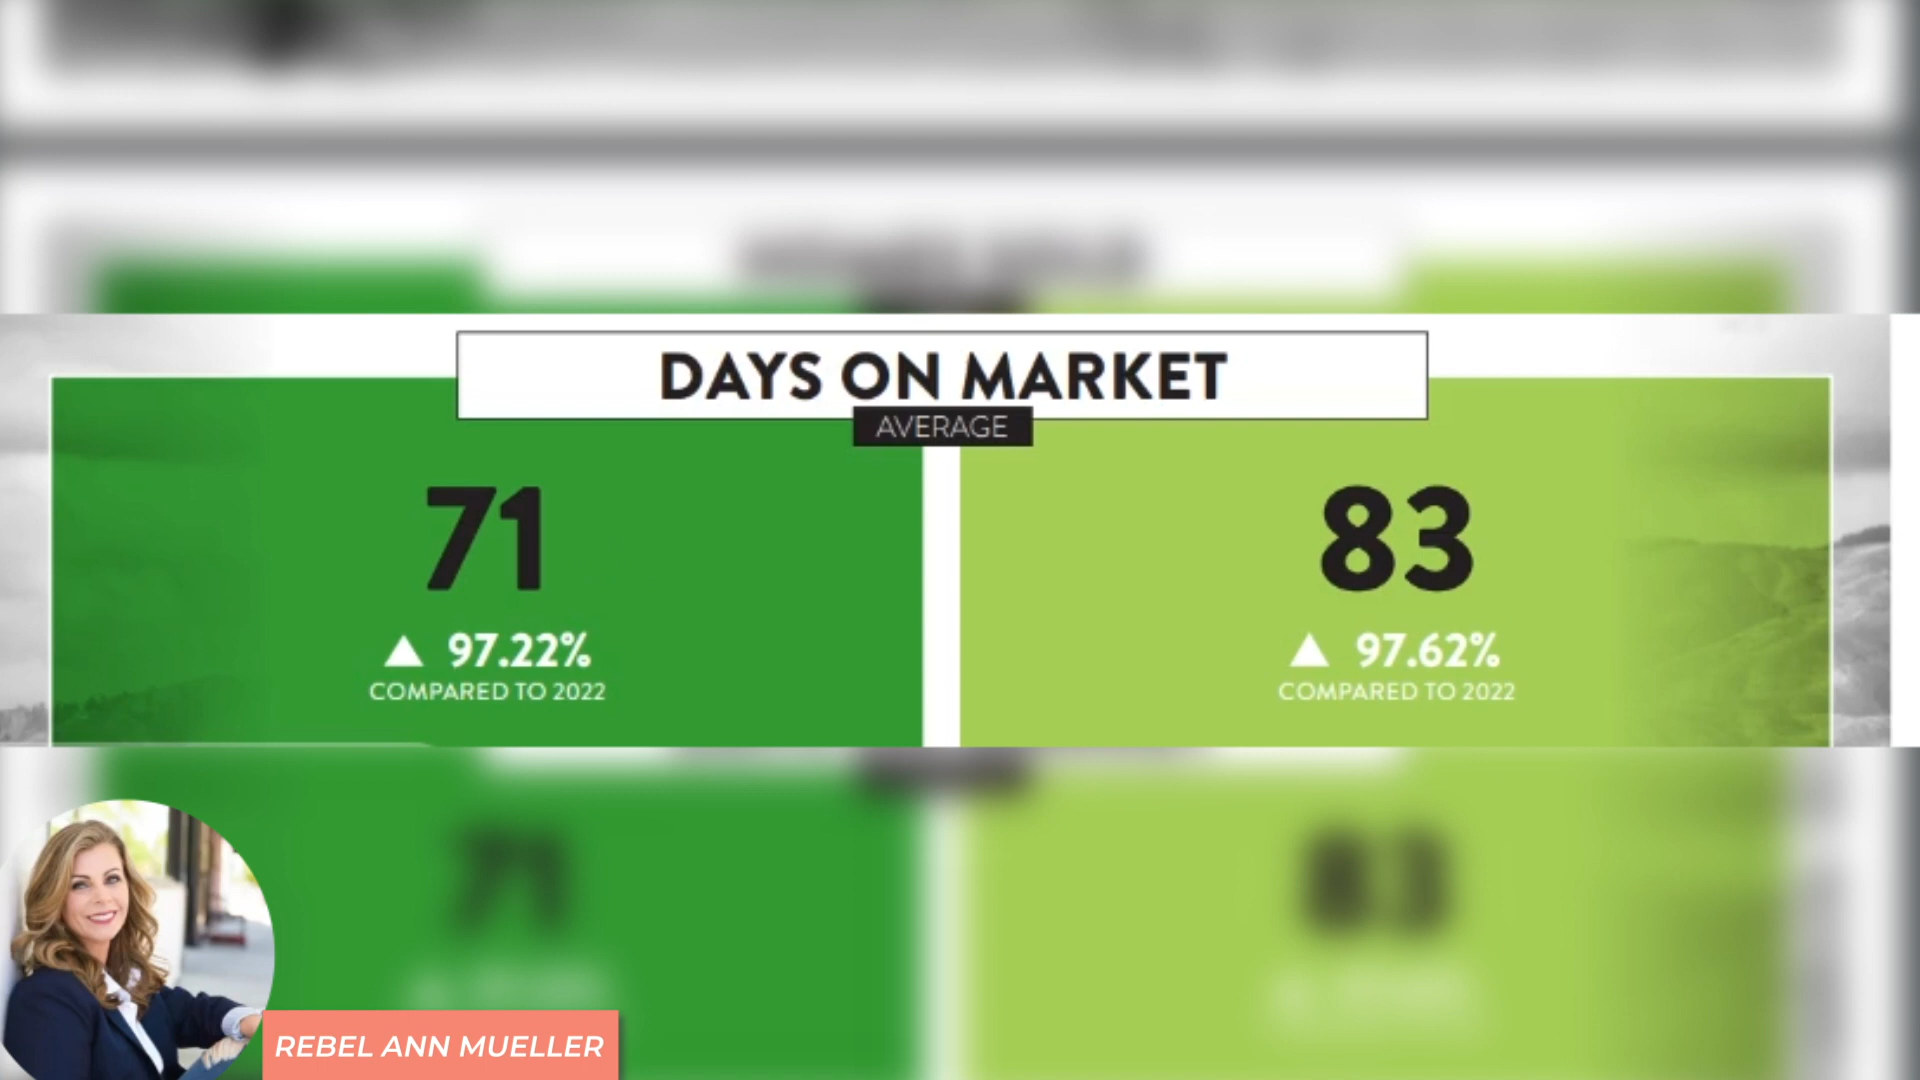 DAYS ON MARKET
AVERAGE
71
▲ 97.22%
COMPARED TO 2022
83
▲ 97.62%
COMPARED TO 2022
REBEL ANN MUELLER